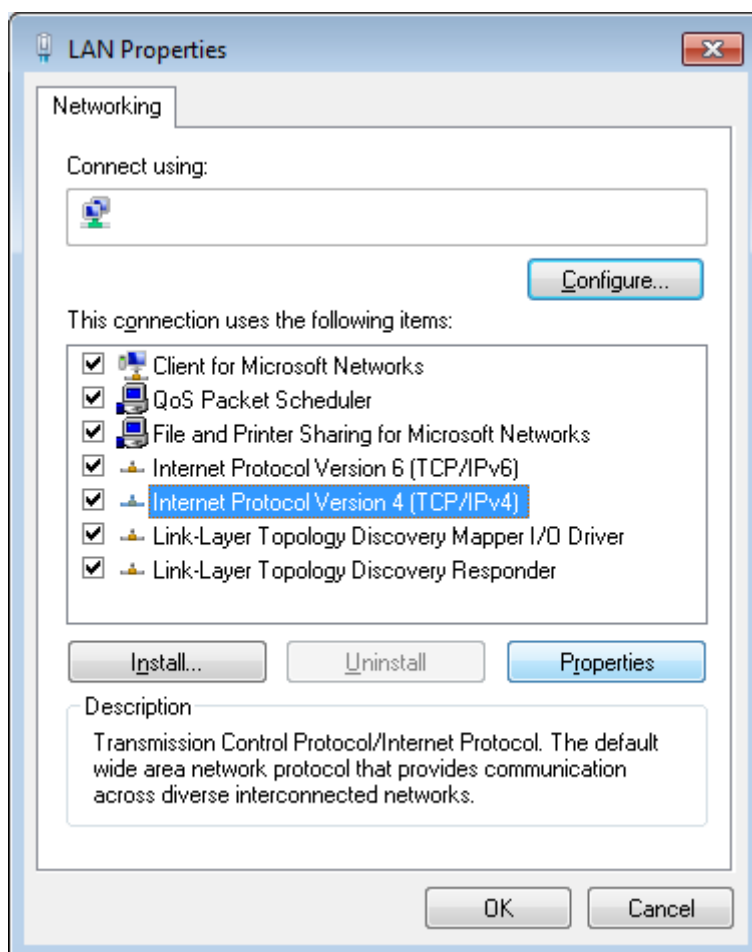 LAN Properties
Networking
Connect using:
Configure...
This connection uses the following items:
Client for Microsoft Networks
QoS Packet Scheduler
File and Printer Sharing for Microsoft Networks
Internet Protocol Version 6 (TCP/IPv6)
Internet Protocol Version 4 (TCP/IPv4)
Link-Layer Topology Discovery Mapper I/O Driver
Link-Layer Topology Discovery Responder
Install... Uninstall Properties
Description
Transmission Control Protocol/Internet Protocol. The default
wide area network protocol that provides communication
across diverse interconnected networks.
OK Cancel